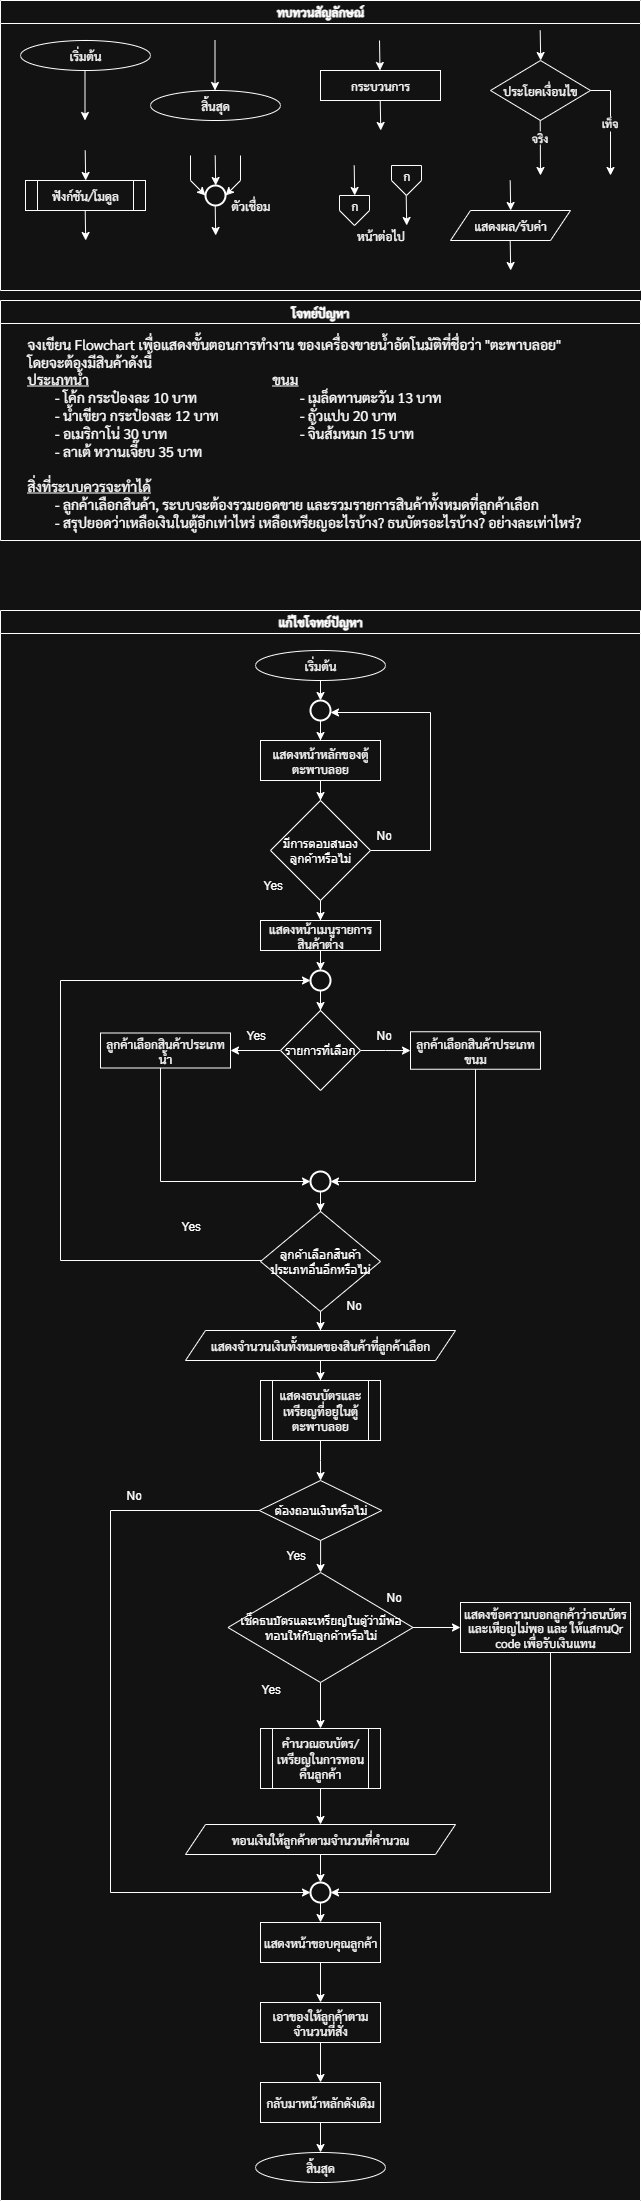 ทบทวนสัญลักษณ์
เริ่มต้น
สิ้นสุด
กระบวนการ
ประโยคเงื่อนไข
เท็จ
จริง
ฟังก์ชัน/โมดูล
ตัวเชื่อม
ก
ก
หน้าต่อไป
แสดงผล/รับค่า
โจทย์ปัญหา
จงเขียน Flowchart เพื่อแสดงขั้นตอนการทำงาน ของเครื่องขายน้ำอัตโนมัติที่ชื่อว่า "ตะพาบลอย"
โดยจะต้องมีสินค้าดังนี้
ประเภทน้ำ
ขนม
- โค้ก กระป๋องละ 10 บาท
- เมล็ดทานตะวัน 13 บาท
- น้ำเขียว กระป๋องละ 12 บาท
- ถั่วแปบ 20 บาท
- อเมริกาโน่ 30 บาท
- จิ้นส้มหมก 15 บาท
- ลาเต้ หวานเจี๊ยบ 35 บาท
สิ่งที่ระบบควรจะทำได้
- ลูกค้าเลือกสินค้า, ระบบจะต้องรวมยอดขาย และรวมรายการสินค้าทั้งหมดที่ลูกค้าเลือก
- สรุปยอดว่าเหลือเงินในตู้อีกเท่าไหร่ เหลือเหรียญอะไรบ้าง? ธนบัตรอะไรบ้าง? อย่างละเท่าไหร่?
แก้ไขโจทย์ปัญหา
เริ่มต้น
แสดงหน้าหลักของตู้
ตะพาบลอย
มีการตอบสนอง
ลูกค้าหรือไม่
No
Yes
แสดงหน้าเมนูรายการ
สินค้าต่าง
รายการที่เลือก
Yes
No
ลูกค้าเลือกสินค้าประเภท
น้ำ
ลูกค้าเลือกสินค้าประเภท
ขนม
Yes
ลูกค้าเลือกสินค้า
ประเภทอื่นอีกหรือไม่
No
แสดงจำนวนเงินทั้งหมดของสินค้าที่ลูกค้าเลือก
แสดงธนบัตรและ
เหรียญที่อยู่ในตู้
ตะพาบลอย
No
ต้องถอนเงินหรือไม่
Yes
เช็คธนบัตรและเหรียญในตู้ว่ามีพอ
ทอนให้กับลูกค้าหรือไม่
No
แสดงข้อความบอกลูกค้าว่าธนบัตร
และเหียญไม่พอ และ ให้แสกนQr
code เพื่อรับเงินแทน
Yes
คำนวณธนบัตร/
เหรียญในการทอน
คืนลูกค้า
ทอนเงินให้ลูกค้าตามจำนวนที่คำนวณ
แสดงหน้าขอบคุณลูกค้า
เอาของให้ลูกค้าตาม
จำนวนที่สั่ง
กลับมาหน้าหลักดังเดิม
สิ้นสุด